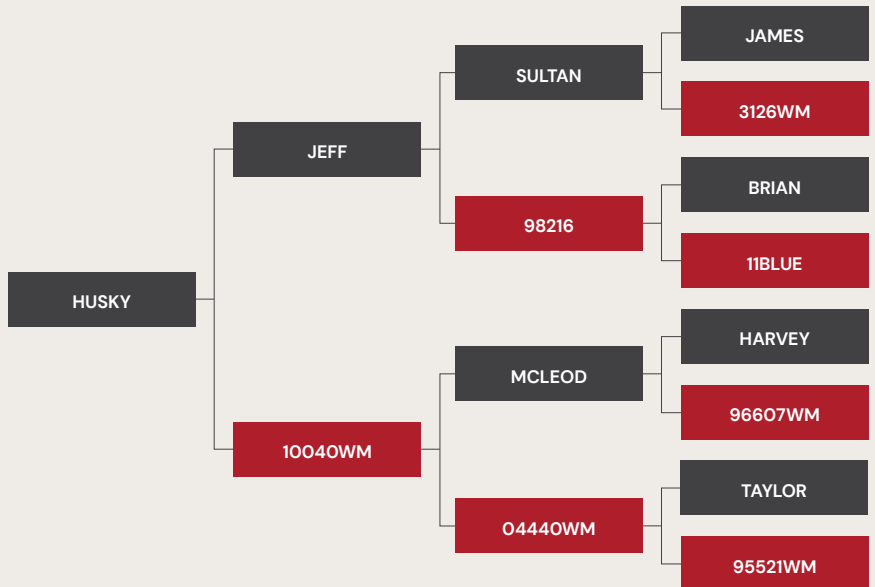 JAMES
SULTAN
3126WM
JEFF
BRIAN
98216
11BLUE
HUSKY
HARVEY
MCLEOD
96607WM
10040WM
TAYLOR
04440WM
95521WM